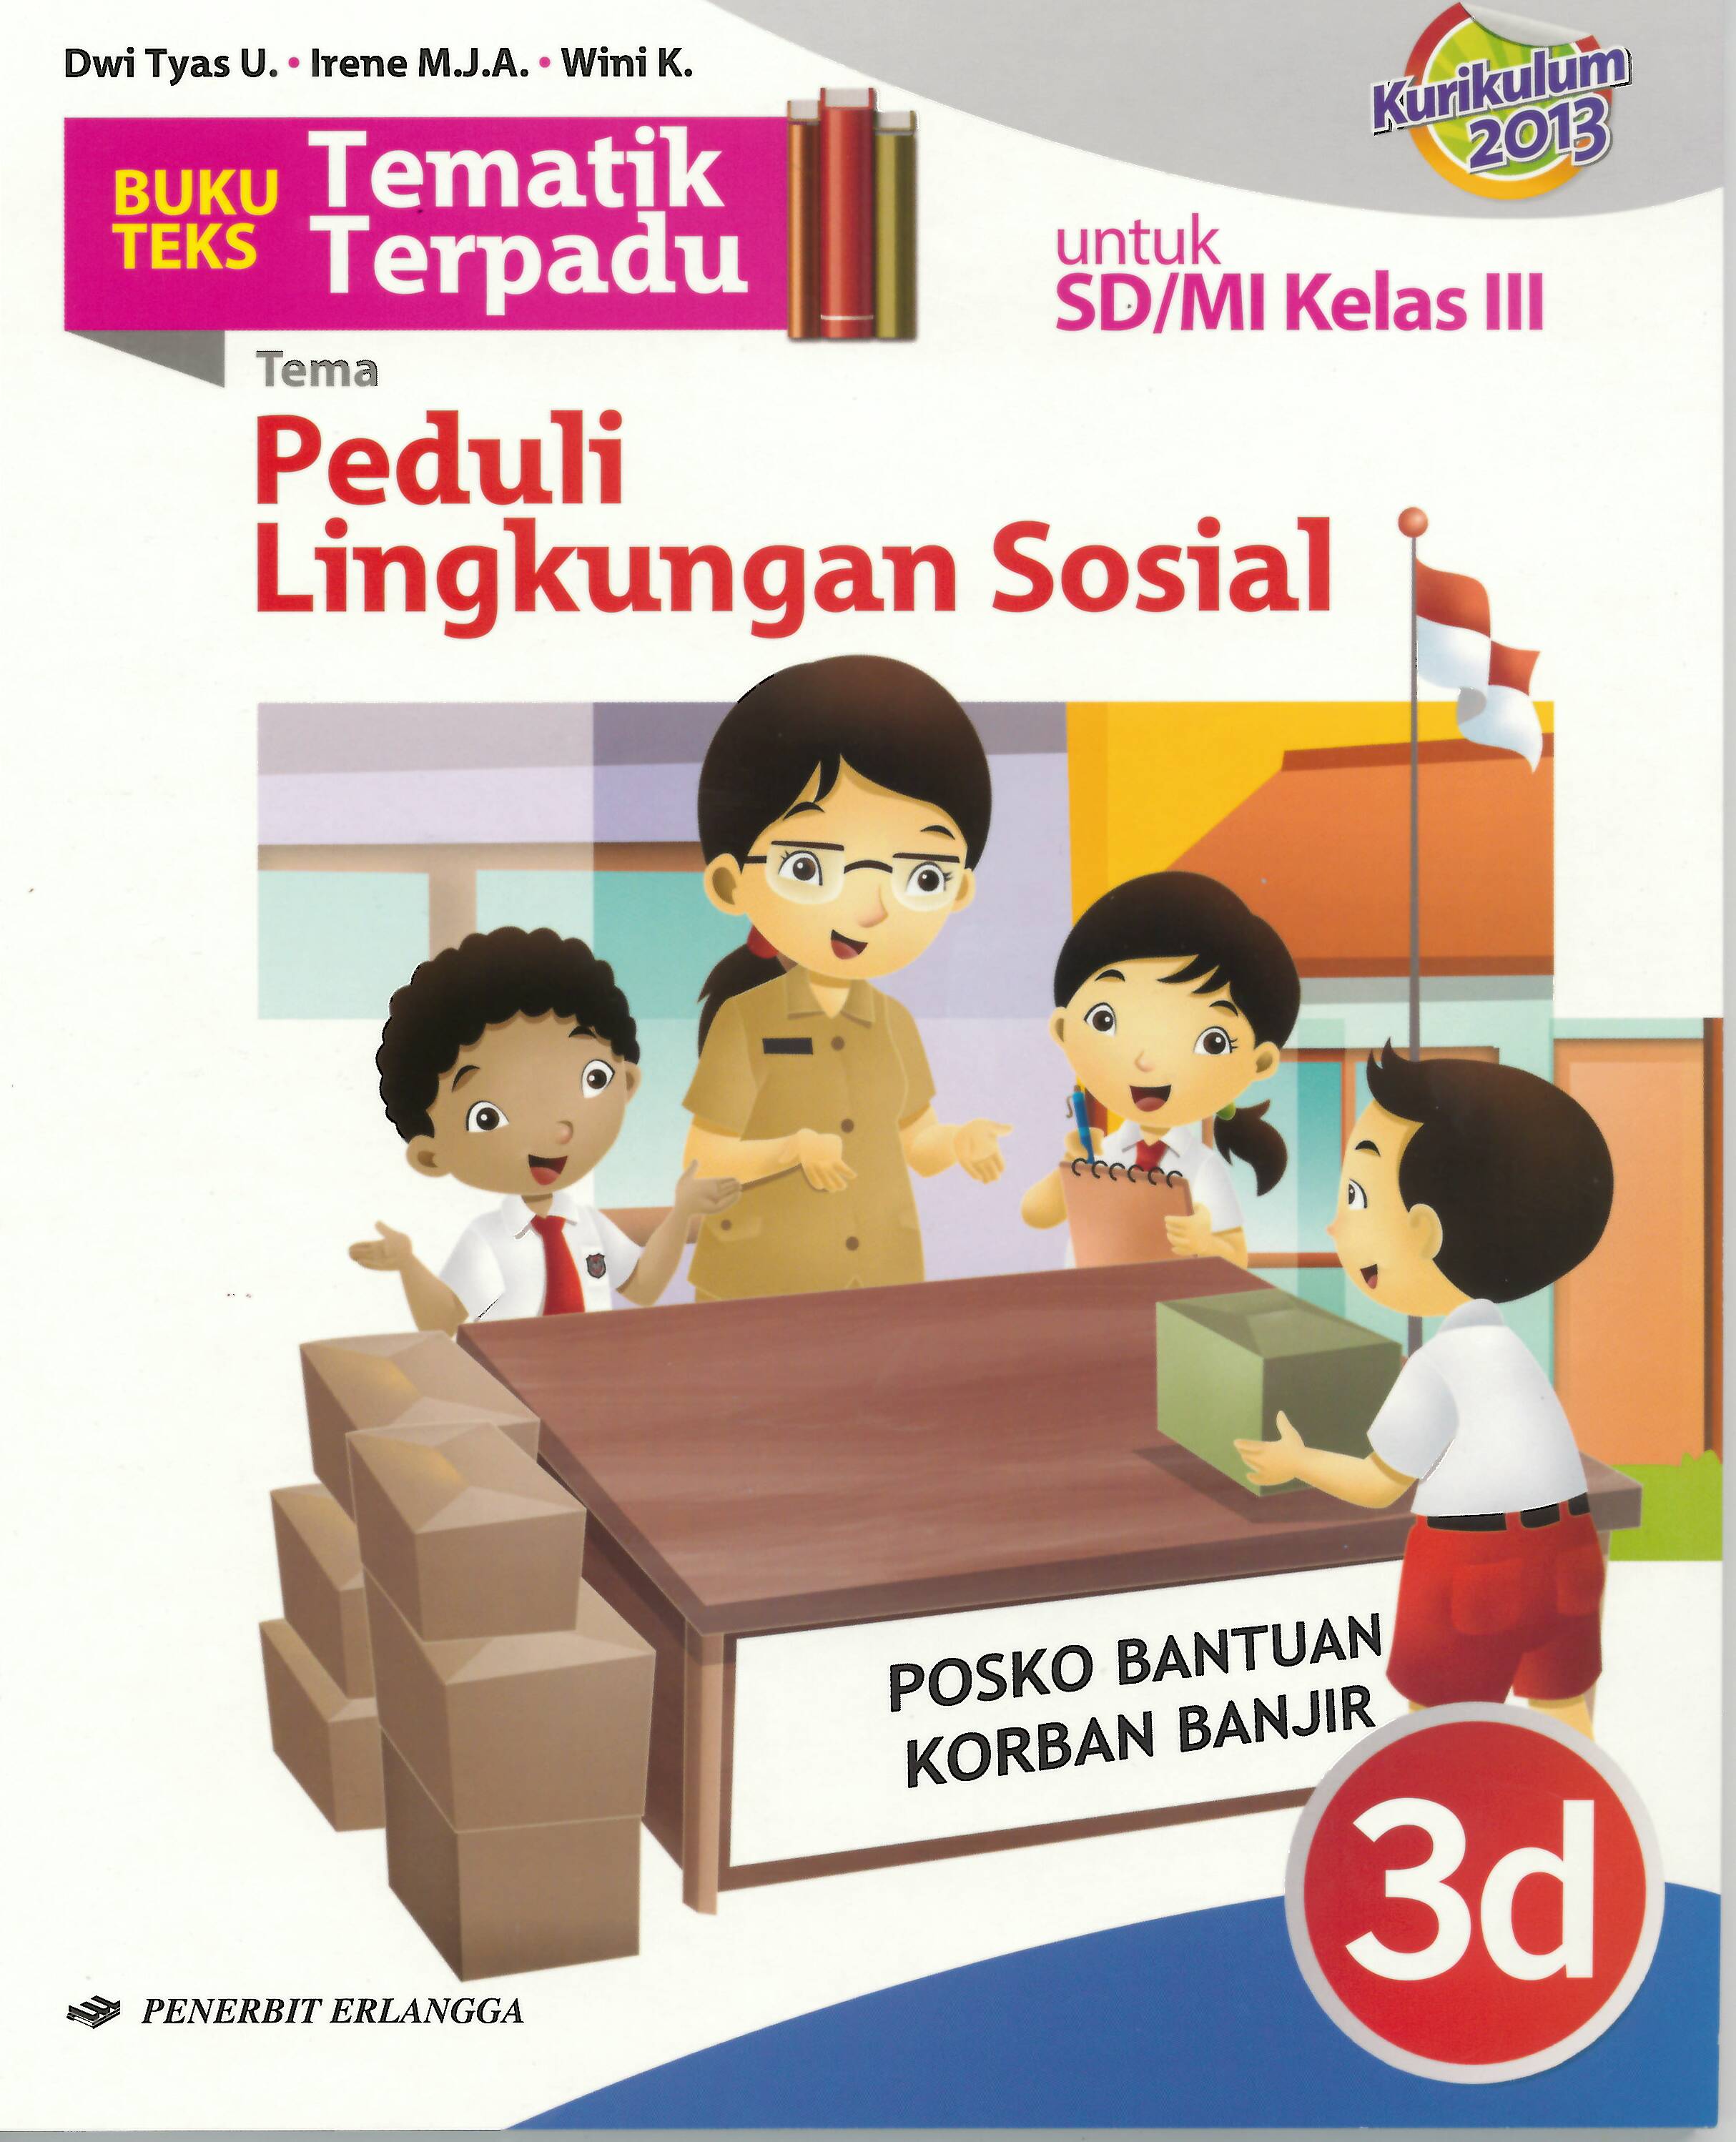 Dwi Tyas U. • Irene M.J.A. • Wini K.
Kurikulum
2013
BUKU
TEKS
Tematik
Terpadu
untuk
SD/MI Kelas III
Tema
Peduli
Lingkungan Sosial
POSKO BANTUAN
KORBAN BANJIR
3d
PENERBIT ERLANGGA